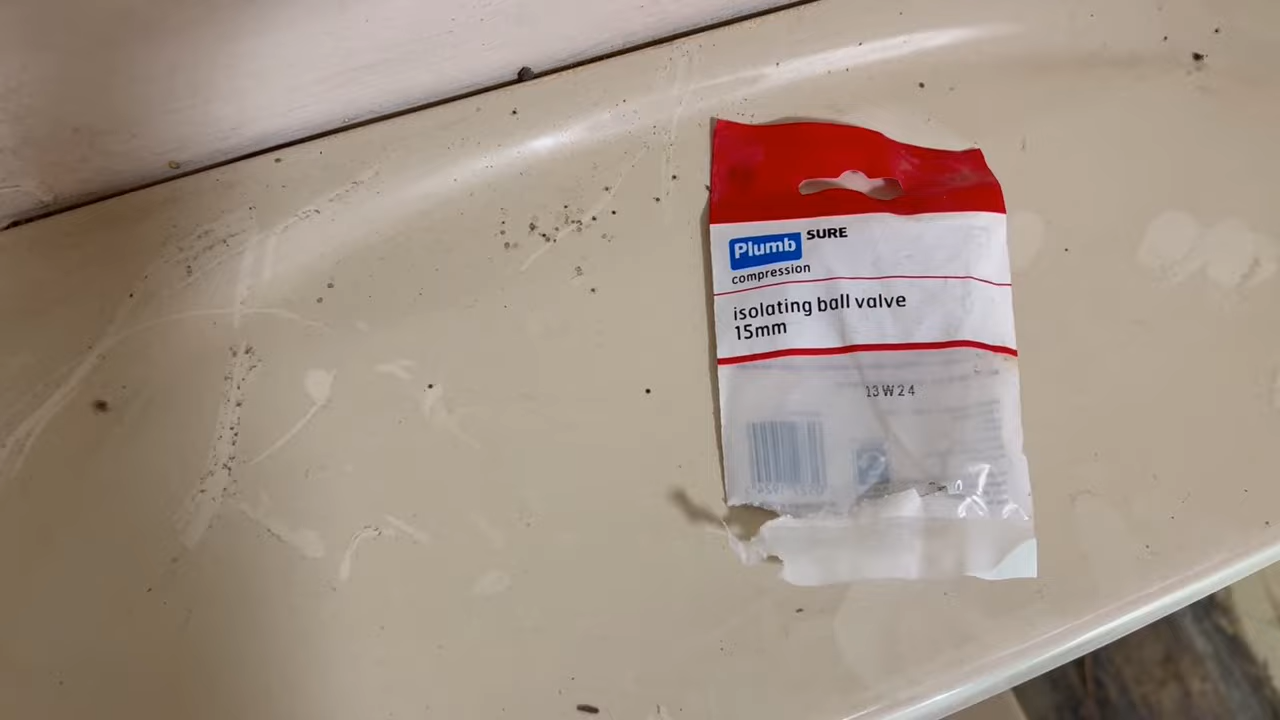 Plumb SURE
compression
isolating ball valve
15mm
13W24